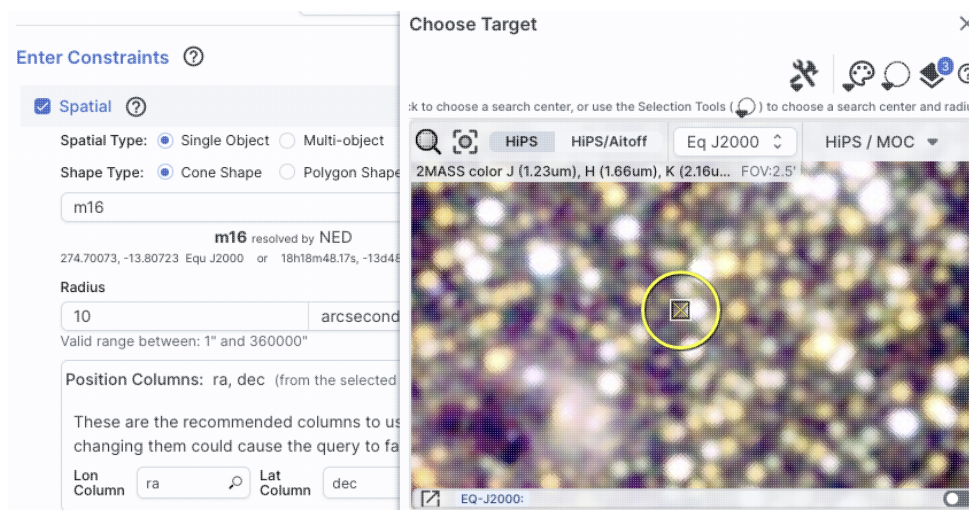 Choose Target
Enter Constraints
Spatial
3
to choose a search center, or use the Selection Tools ( ) to choose a search center and
Spatial Type: Single Object Multi-object
HiPS HiPS/Aitoff Eq J2000 HiPS / MOC
Shape Type: Cone Shape Polygon Shape
2MASS color J (1.23um), H (1.66um), K (2.16u... FOV:2.5'
m16
m16 resolved by NED
274.70073, -13.80723 Equ J2000 or 18h18m48.17s, -13d48
Radius
10 arcsecond
Valid range between: 1" and 360000"
Position Columns: ra, dec (from the selected
These are the recommended columns to us
changing them could cause the query to fa
Lon Column ra Lat Column dec
EQ-J2000: